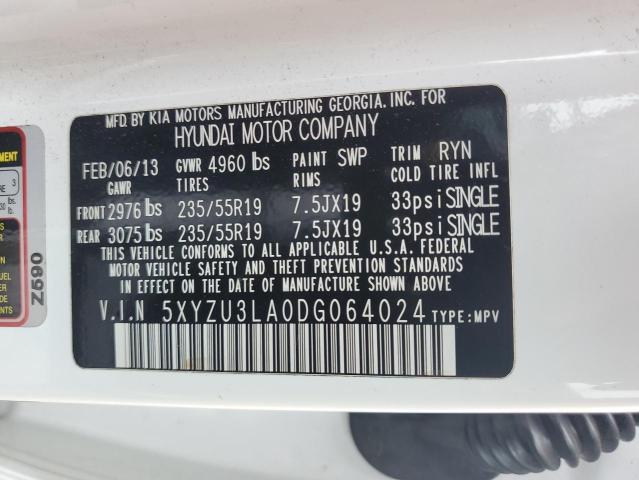 MFD. BY KIA MOTORS MANUFACTURING GEORGIA. INC. FOR
HYUNDAI MOTOR COMPANY
FEB/06/13 GVWR 4960 lbs PAINT SWP TRIM RYN
GAWR TIRES RIMS COLD TIRE INFL
FRONT 2976 lbs 235/55R19 7.5JX19 33psi SINGLE
REAR 3075 lbs 235/55R19 7.5JX19 33psi SINGLE
THIS VEHICLE CONFORMS TO ALL APPLICABLE U.S.A. FEDERAL
MOTOR VEHICLE SAFETY AND THEFT PREVENTION STANDARDS
IN EFFECT ON THE DATE OF MANUFACTURE SHOWN ABOVE.
V.I.N 5XYZU3LA0DG064024 TYPE:MPV
Z590
3